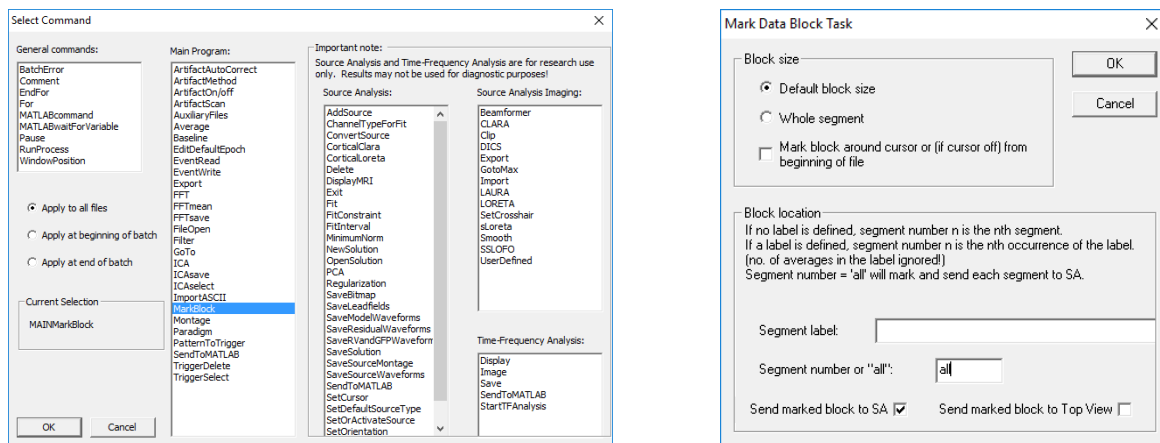 Select Command
General commands:
BatchError
Comment
EndFor
For
MATLABcommand
MATLABwaitForVariable
Pause
RunProcess
WindowPosition
Apply to all files
Apply at beginning of batch
Apply at end of batch
Current Selection
MAINMarkBlock
OK
Cancel
Main Program:
ArtifactAutoCorrect
ArtifactMethod
ArtifactOn/off
ArtifactScan
AuxiliaryFiles
Average
Baseline
EditDefaultEpoch
EventRead
EventWrite
Export
FFT
FFTmean
FFTsave
FileOpen
Filter
GoTo
ICA
ICAsave
ICAselect
ImportASCII
MarkBlock
Montage
Paradigm
PatternToTrigger
SendToMATLAB
TriggerDelete
TriggerSelect
Important note:
Source Analysis and Time-Frequency Analysis are for research use
only. Results may not be used for diagnostic purposes!
Source Analysis:
AddSource
ChannelTypeForFit
ConvertSource
CorticalClara
CorticalLoreta
Delete
DisplayMRI
Exit
Fit
FitConstraint
FitInterval
MinimumNorm
NewSolution
OpenSolution
PCA
Regularization
SaveBitmap
SaveLeadfields
SaveModelWaveforms
SaveResidualWaveforms
SaveRVandGFPWaveform
SaveSolution
SaveSourceMontage
SaveSourceWaveforms
SendToMATLAB
SetCursor
SetDefaultSourceType
SetOrActivateSource
SetOrientation
Source Analysis Imaging:
Beamformer
CLARA
Clip
DICS
Export
GotoMax
Import
LAURA
LORETA
SetCrosshair
sLoreta
Smooth
SSLOFO
UserDefined
Time-Frequency Analysis:
Display
Image
Save
SendToMATLAB
StartTFAnalysis
Mark Data Block Task
Block size
Default block size
Whole segment
Mark block around cursor or (if cursor off) from
beginning of file
OK
Cancel
Block location
If no label is defined, segment number n is the nth segment.
If a label is defined, segment number n is the nth occurrence of the label.
(no. of averages in the label ignored!)
Segment number = 'all' will mark and send each segment to SA.
Segment label:
Segment number or "all": all
Send marked block to SA Send marked block to Top View